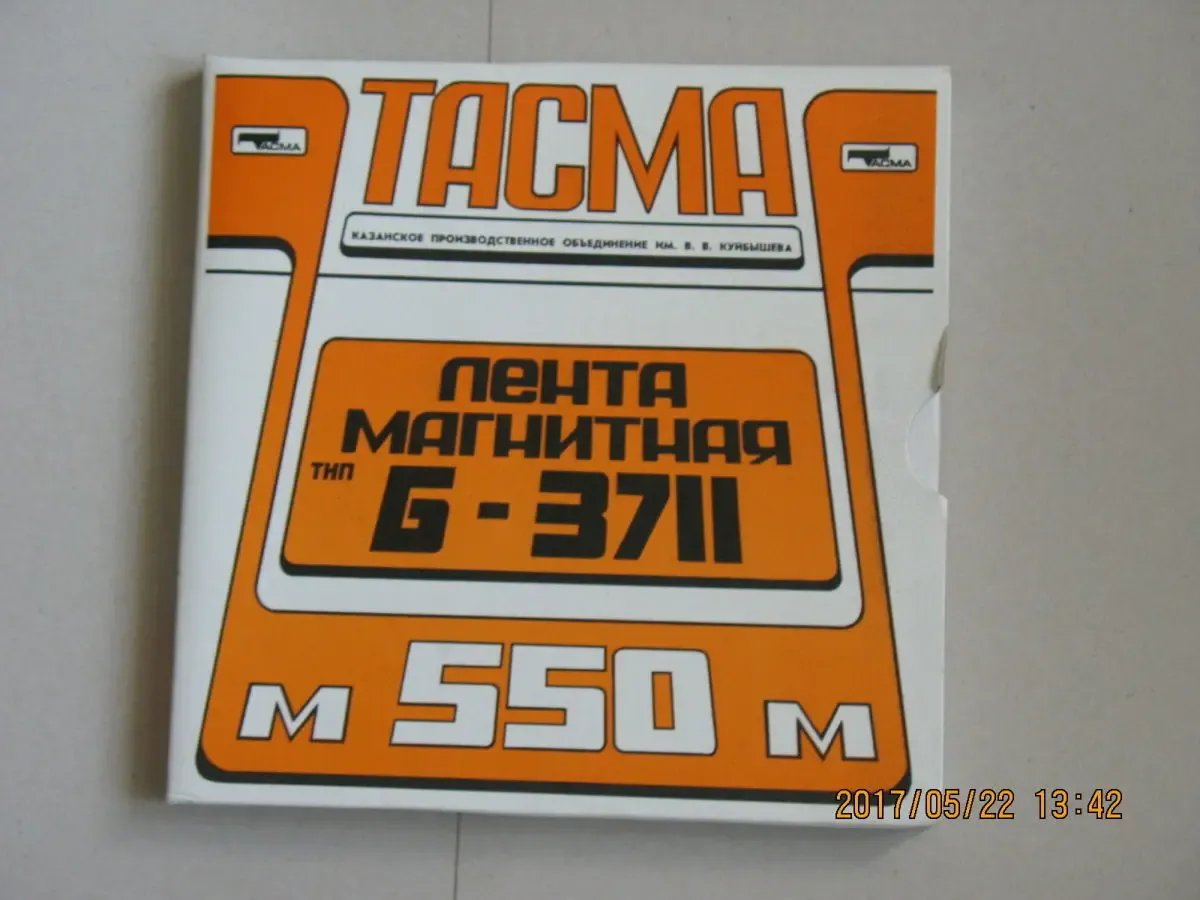 ТАСМА
ТАСМА
ТАСМА
КАЗАНСКОЕ ПРОИЗВОДСТВЕННОЕ ОБЪЕДИНЕНИЕ ИМ. В. В. КУЙБЫШЕВА
ЛЕНТА
МАГНИТНАЯ
ТИП Б-3711
М 550 М
2017/05/22 13:42